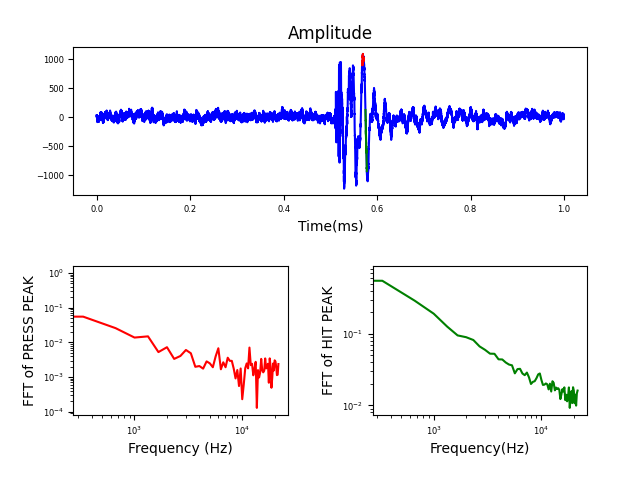 Amplitude
1000
500
0
−500
−1000
0.0 0.2 0.4 0.6 0.8 1.0
Time(ms)
FFT of PRESS PEAK
10⁰
10⁻¹
10⁻²
10⁻³
10⁻⁴
10³ 10⁴
Frequency (Hz)
FFT of HIT PEAK
10⁻¹
10⁻²
10³ 10⁴
Frequency(Hz)